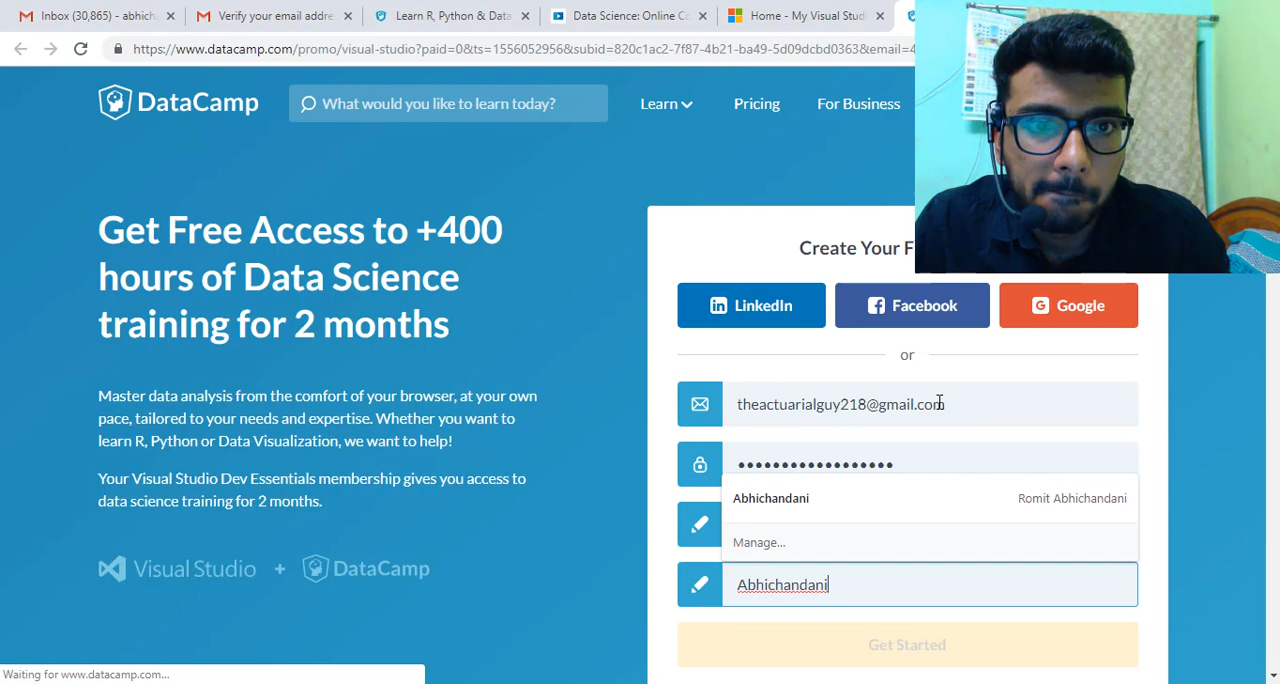 Inbox (30,865) - abhich
Verify your email addre
Learn R, Python & Data
Data Science: Online Co
Home - My Visual Studi
https://www.datacamp.com/promo/visual-studio?paid=0&ts=1556052956&subid=820c1ac2-7f87-4b21-ba49-5d09dcbd0363&email=4
DataCamp
What would you like to learn today?
Learn
Pricing
For Business
Get Free Access to +400
hours of Data Science
training for 2 months
Master data analysis from the comfort of your browser, at your own
pace, tailored to your needs and expertise. Whether you want to
learn R, Python or Data Visualization, we want to help!
Your Visual Studio Dev Essentials membership gives you access to
data science training for 2 months.
Visual Studio + DataCamp
Create Your F
LinkedIn
Facebook
Google
or
theactuarialguy218@gmail.com
••••••••••••••••••
Abhichandani Romit Abhichandani
Manage...
Abhichandani
Get Started
Waiting for www.datacamp.com...